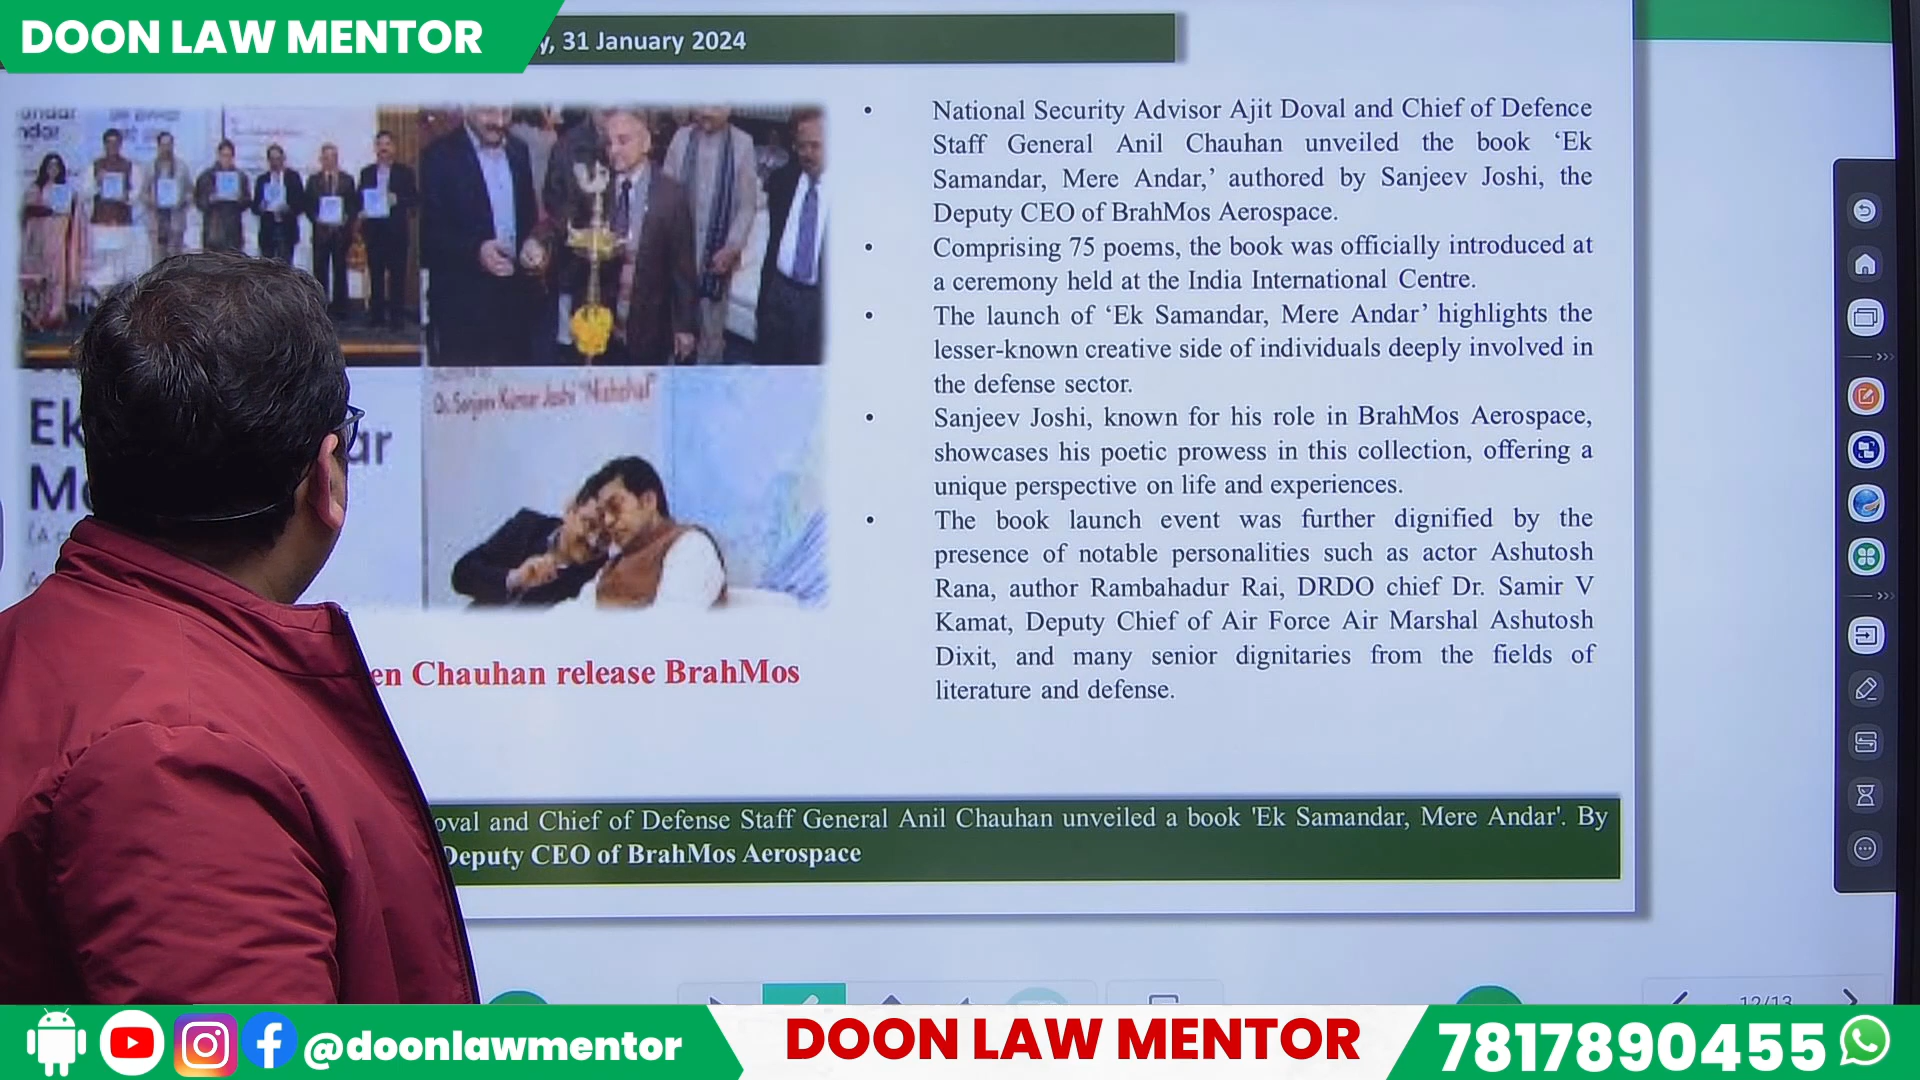 DOON LAW MENTOR
y, 31 January 2024
• National Security Advisor Ajit Doval and Chief of Defence
Staff General Anil Chauhan unveiled the book ‘Ek
Samandar, Mere Andar,’ authored by Sanjeev Joshi, the
Deputy CEO of BrahMos Aerospace.
• Comprising 75 poems, the book was officially introduced at
a ceremony held at the India International Centre.
• The launch of ‘Ek Samandar, Mere Andar’ highlights the
lesser-known creative side of individuals deeply involved in
the defense sector.
• Sanjeev Joshi, known for his role in BrahMos Aerospace,
showcases his poetic prowess in this collection, offering a
unique perspective on life and experiences.
• The book launch event was further dignified by the
presence of notable personalities such as actor Ashutosh
Rana, author Rambahadur Rai, DRDO chief Dr. Samir V
Kamat, Deputy Chief of Air Force Air Marshal Ashutosh
Dixit, and many senior dignitaries from the fields of
literature and defense.
Dr. Sanjeev Kumar Joshi
Ek ar
en Chauhan release BrahMos
oval and Chief of Defense Staff General Anil Chauhan unveiled a book 'Ek Samandar, Mere Andar'. By
Deputy CEO of BrahMos Aerospace
12/13
@doonlawmentor
DOON LAW MENTOR
7817890455